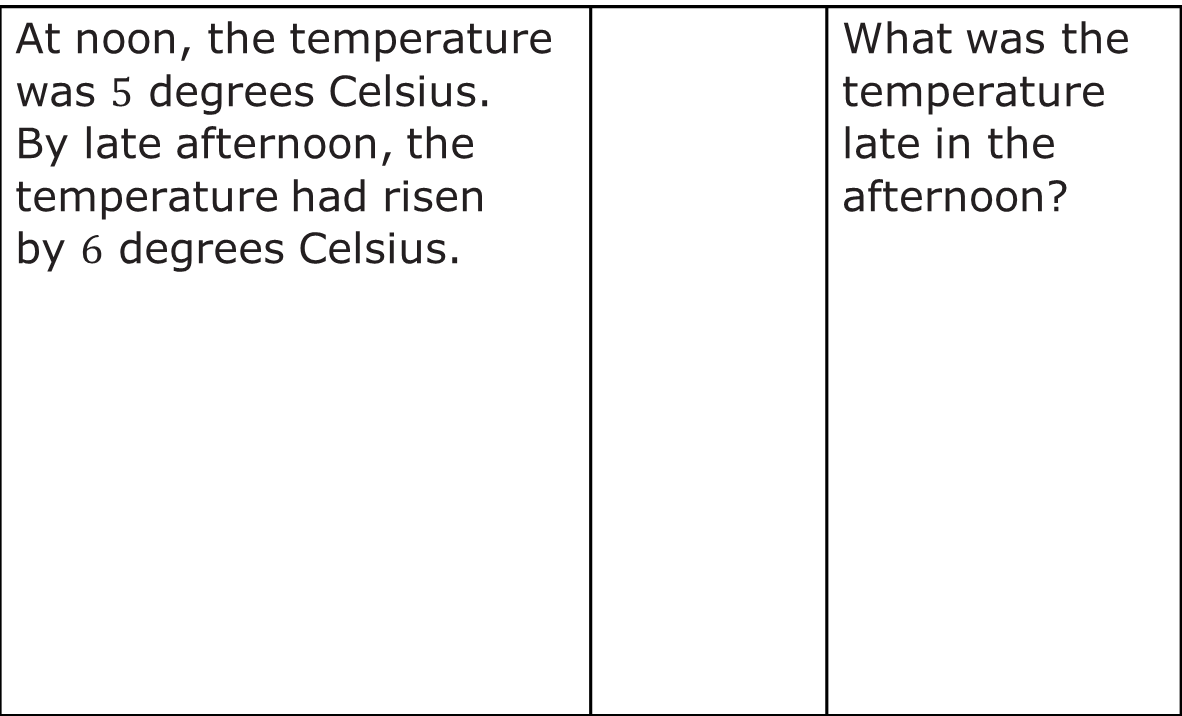 At noon, the temperature
was 5 degrees Celsius.
By late afternoon, the
temperature had risen
by 6 degrees Celsius.
What was the
temperature
late in the
afternoon?